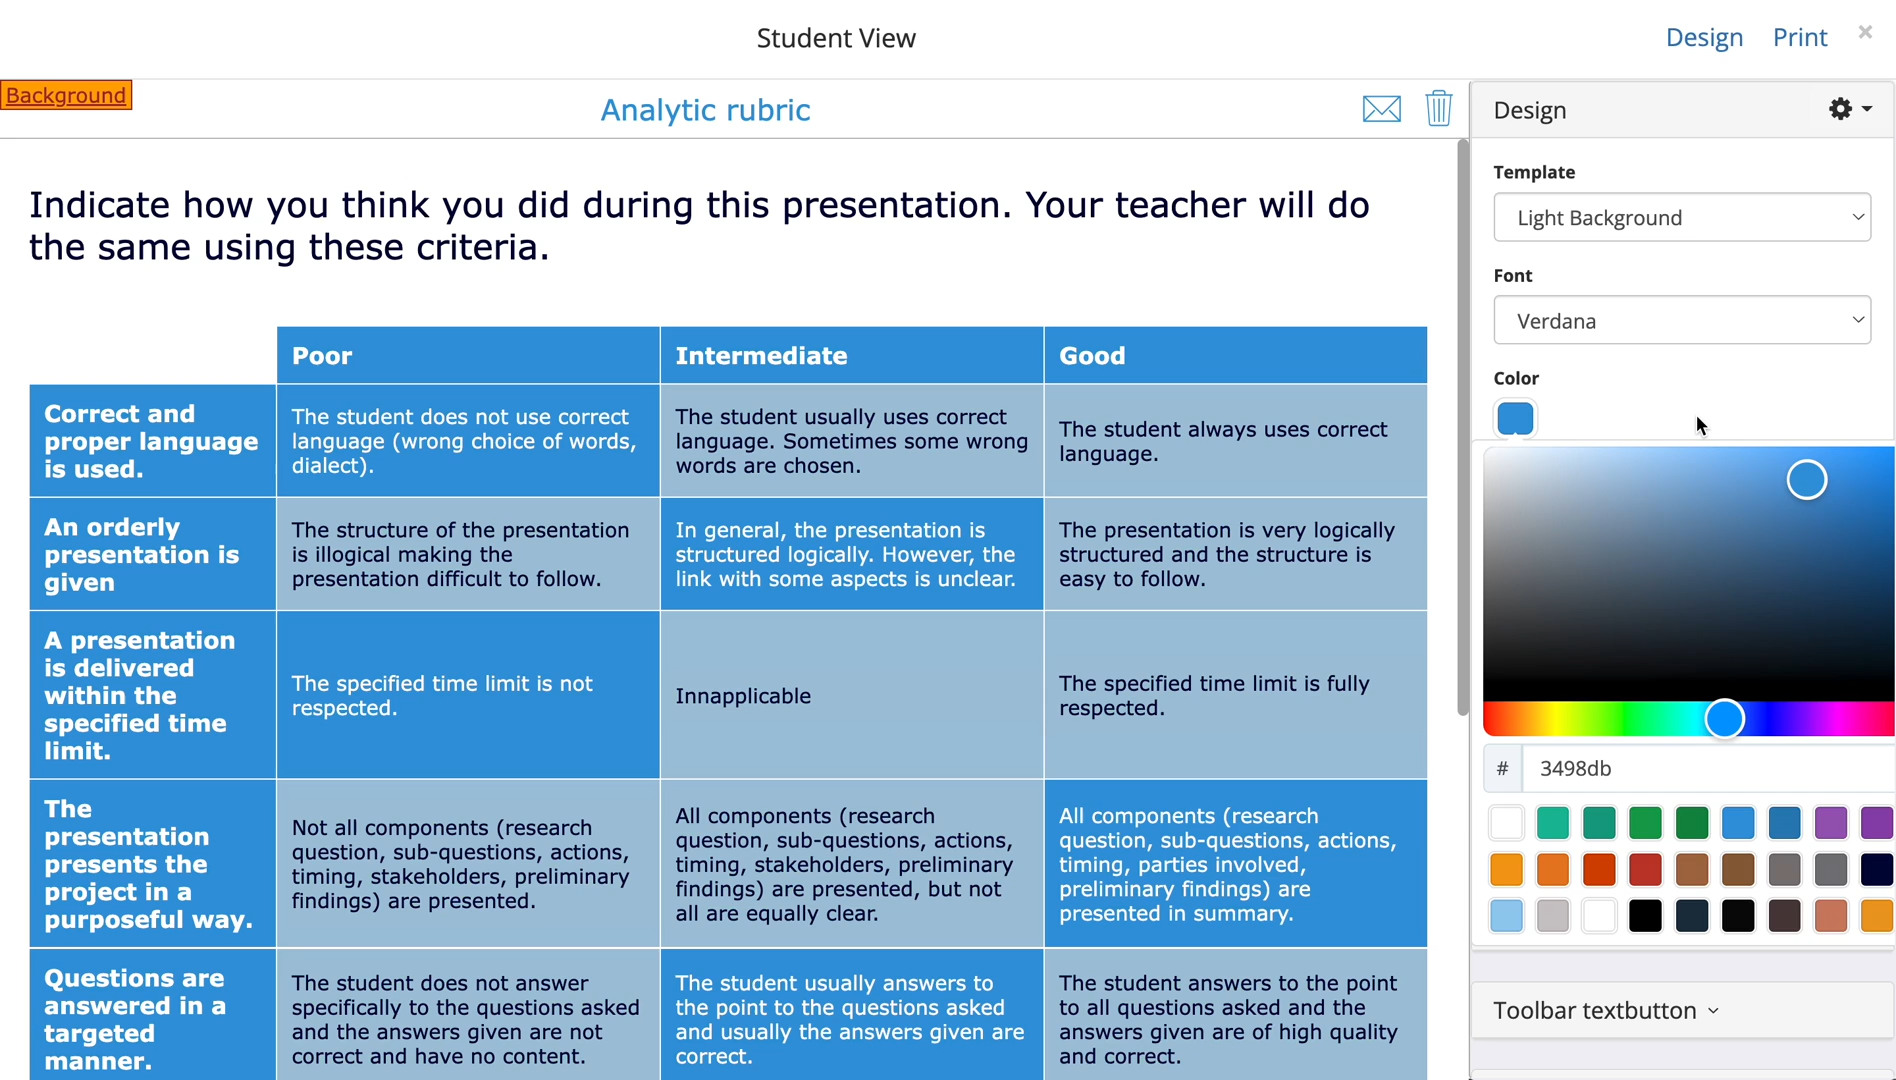 Student View
Design Print ×
Background
Analytic rubric
Design
Indicate how you think you did during this presentation. Your teacher will do
the same using these criteria.
Poor
Intermediate
Good
Correct and
proper language
is used.
The student does not use correct
language (wrong choice of words,
dialect).
The student usually uses correct
language. Sometimes some wrong
words are chosen.
The student always uses correct
language.
An orderly
presentation is
given
The structure of the presentation
is illogical making the
presentation difficult to follow.
In general, the presentation is
structured logically. However, the
link with some aspects is unclear.
The presentation is very logically
structured and the structure is
easy to follow.
A presentation
is delivered
within the
specified time
limit.
The specified time limit is not
respected.
Innapplicable
The specified time limit is fully
respected.
The
presentation
presents the
project in a
purposeful way.
Not all components (research
question, sub-questions, actions,
timing, stakeholders, preliminary
findings) are presented.
All components (research
question, sub-questions, actions,
timing, stakeholders, preliminary
findings) are presented, but not
all are equally clear.
All components (research
question, sub-questions, actions,
timing, parties involved,
preliminary findings) are
presented in summary.
Questions are
answered in a
targeted
manner.
The student does not answer
specifically to the questions asked
and the answers given are not
correct and have no content.
The student usually answers to
the point to the questions asked
and usually the answers given are
correct.
The student answers to the point
to all questions asked and the
answers given are of high quality
and correct.
Template
Light Background
Font
Verdana
Color
# 3498db
Toolbar textbutton